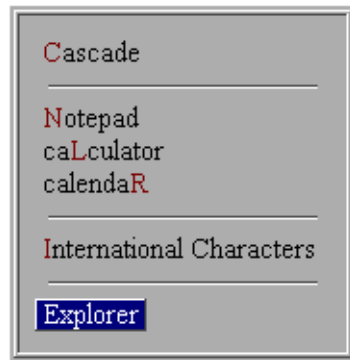 Cascade
Notepad
caLculator
calendaR
International Characters
Explorer